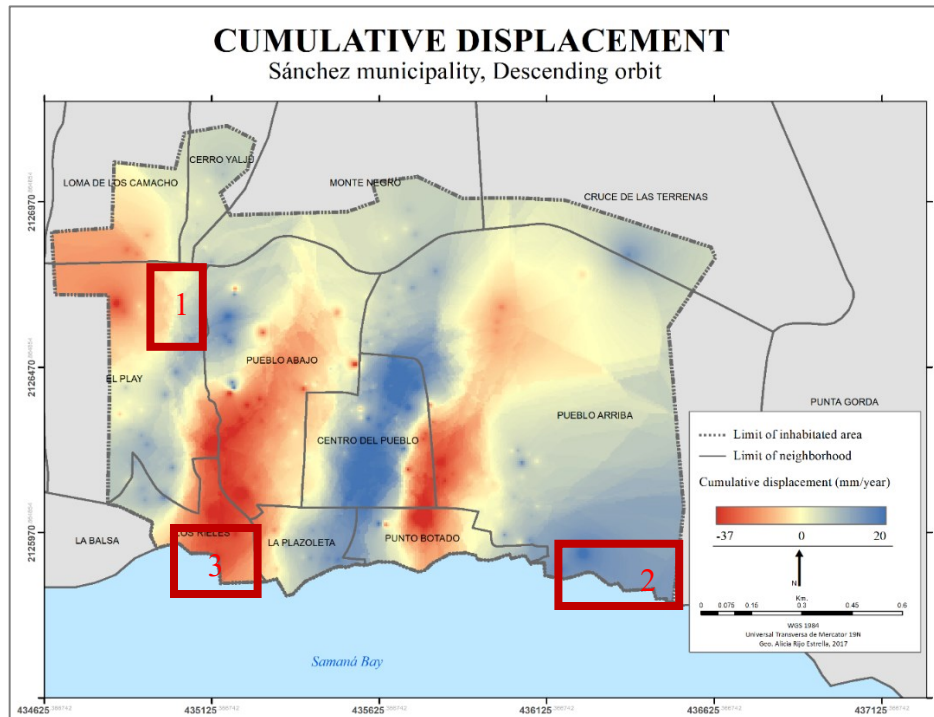 CUMULATIVE DISPLACEMENT
Sánchez municipality, Descending orbit
CERRO YALJU
LOMA DE LOS CAMACHO
MONTE NEGRO
CRUCE DE LAS TERRENAS
2126970
1
PUEBLO ABAJO
2126470
EL PLAY
PUEBLO ARRIBA
PUNTA GORDA
CENTRO DEL PUEBLO
Limit of inhabitated area
Limit of neighborhood
Cumulative displacement (mm/year)
-37 0 20
2125970
LA BALSA
LOS RIELES
LA PLAZOLETA
PUNTO BOTADO
3
2
N
Km.
0 0.075 0.15 0.3 0.45 0.6
WGS 1984
Universal Transversa de Mercator 19N
Geo. Alicia Rijo Estrella, 2017
Samaná Bay
434625 435125 435625 436125 436625 437125